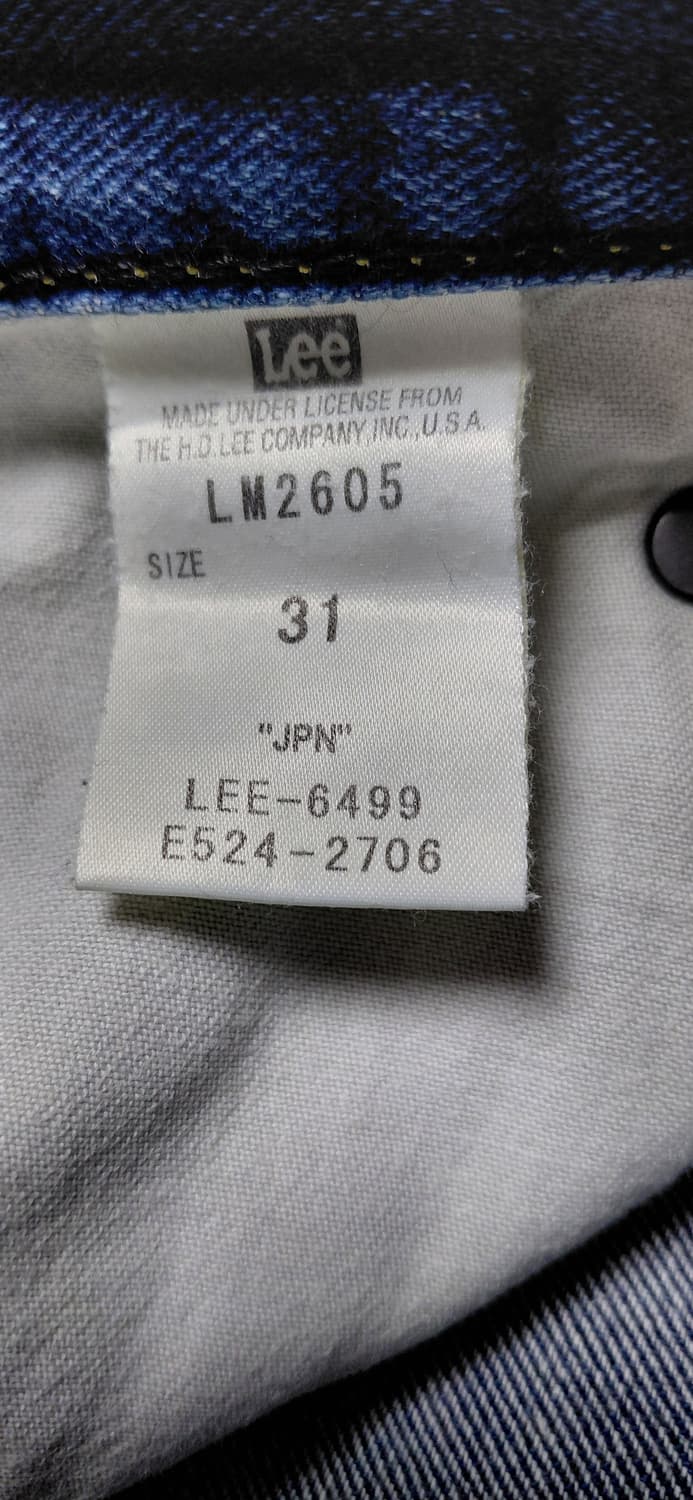 Lee
MADE UNDER LICENSE FROM
THE H.D.LEE COMPANY,INC.,U.S.A.
LM2605
SIZE
31
"JPN"
LEE-6499
E524-2706